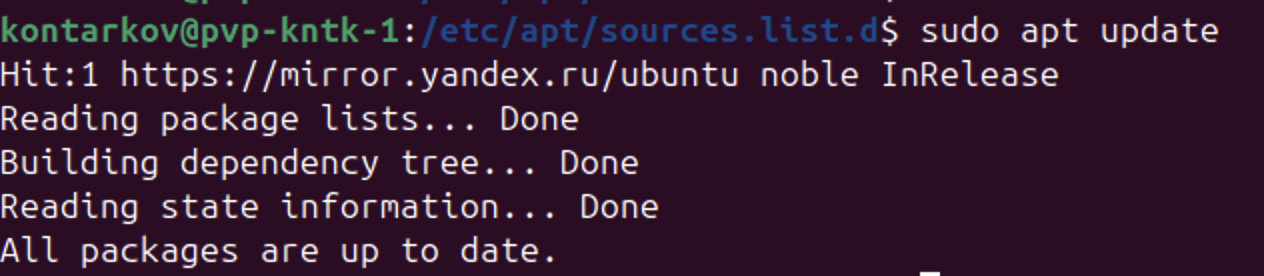 kontarkov@pvp-kntk-1:/etc/apt/sources.list.d$ sudo apt update
Hit:1 https://mirror.yandex.ru/ubuntu noble InRelease
Reading package lists... Done
Building dependency tree... Done
Reading state information... Done
All packages are up to date.